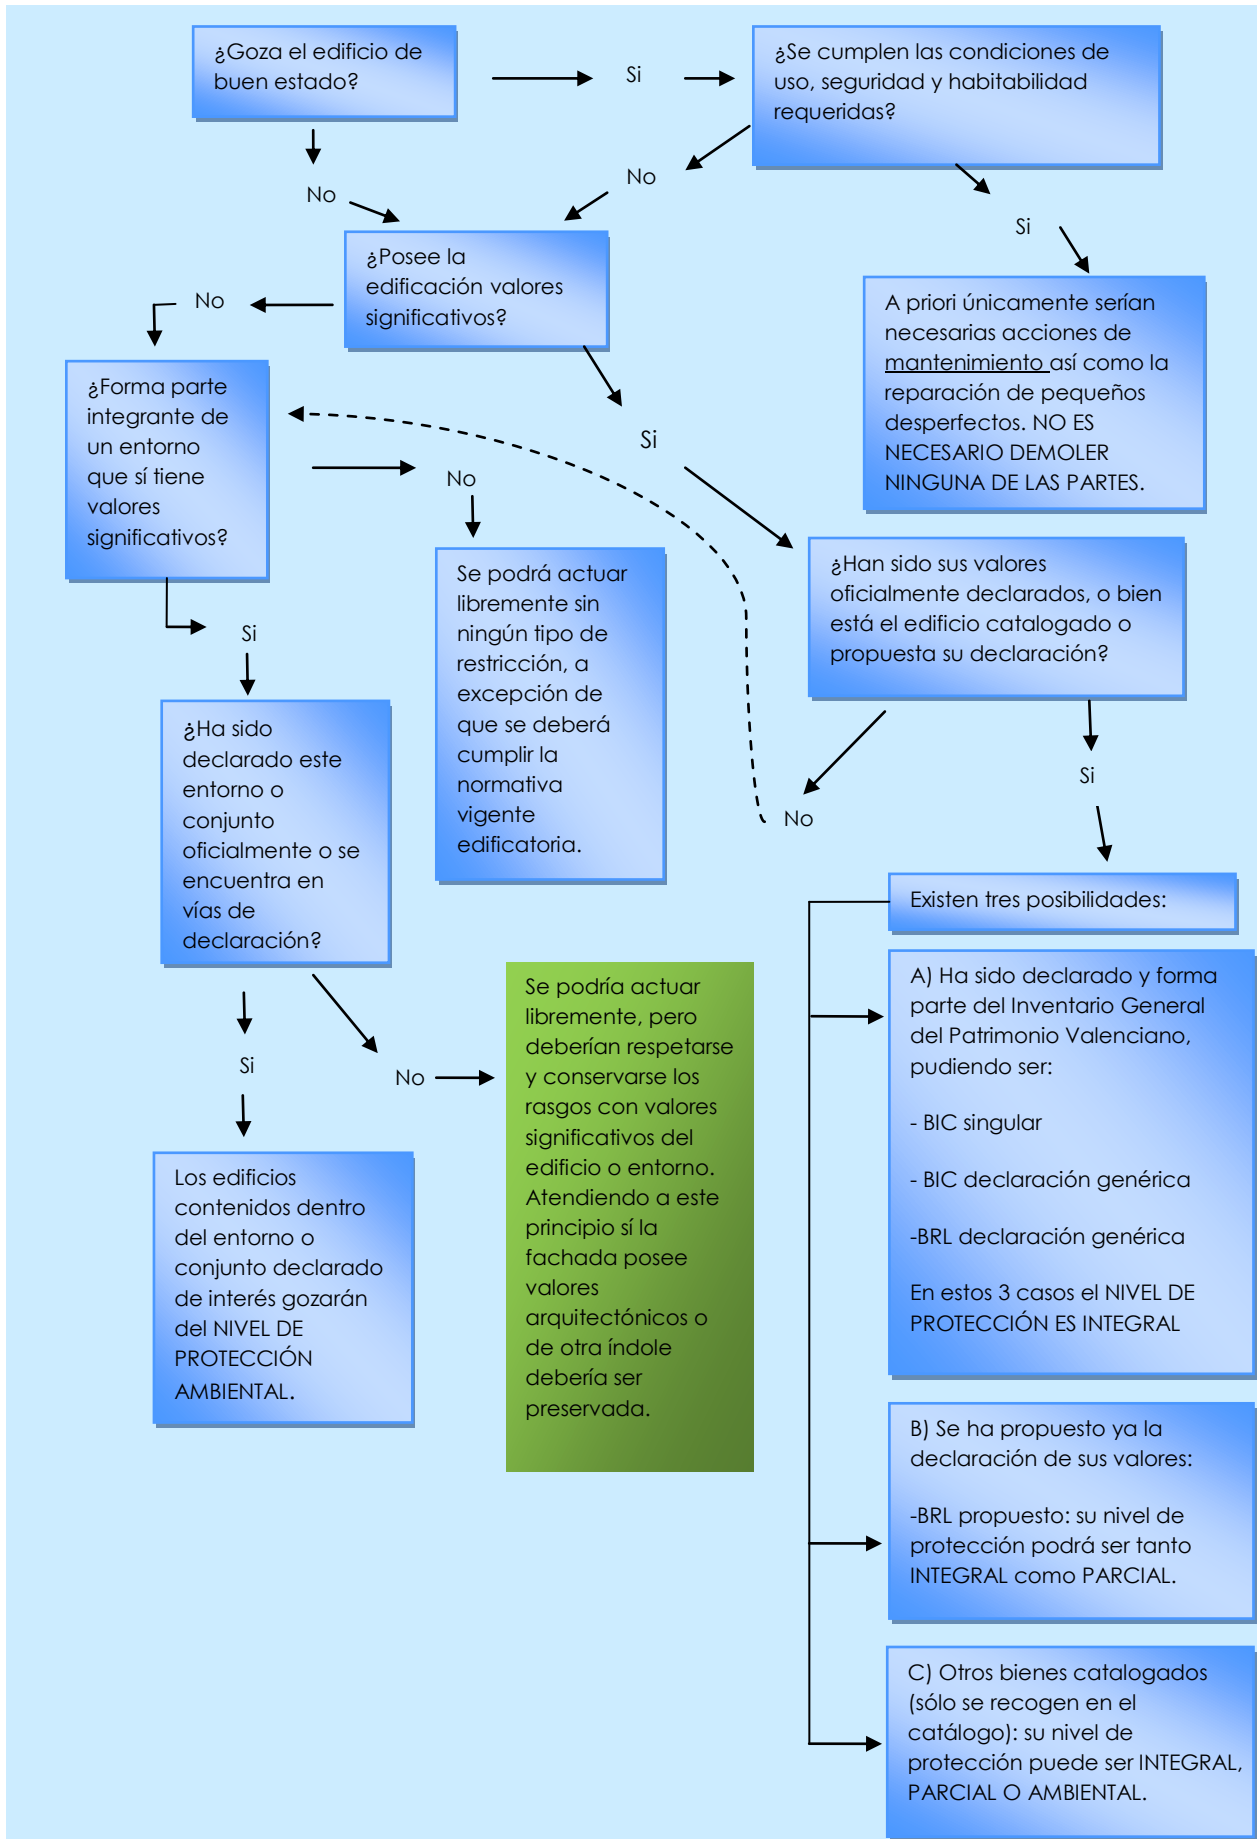 ¿Goza el edificio de
buen estado?
Si
¿Se cumplen las condiciones de
uso, seguridad y habitabilidad
requeridas?
No
No
Si
¿Posee la
edificación valores
significativos?
No
A priori únicamente serían
necesarias acciones de
mantenimiento así como la
reparación de pequeños
desperfectos. NO ES
NECESARIO DEMOLER
NINGUNA DE LAS PARTES.
¿Forma parte
integrante de
un entorno
que sí tiene
valores
significativos?
Si
No
Se podrá actuar
libremente sin
ningún tipo de
restricción, a
excepción de
que se deberá
cumplir la
normativa
vigente
edificatoria.
¿Han sido sus valores
oficialmente declarados, o bien
está el edificio catalogado o
propuesta su declaración?
Si
¿Ha sido
declarado este
entorno o
conjunto
oficialmente o se
encuentra en
vías de
declaración?
Si
No
Existen tres posibilidades:
Si
No
Se podría actuar
libremente, pero
deberían respetarse
y conservarse los
rasgos con valores
significativos del
edificio o entorno.
Atendiendo a este
principio sí la
fachada posee
valores
arquitectónicos o
de otra índole
debería ser
preservada.
A) Ha sido declarado y forma
parte del Inventario General
del Patrimonio Valenciano,
pudiendo ser:
- BIC singular
- BIC declaración genérica
-BRL declaración genérica
En estos 3 casos el NIVEL DE
PROTECCIÓN ES INTEGRAL
Los edificios
contenidos dentro
del entorno o
conjunto declarado
de interés gozarán
del NIVEL DE
PROTECCIÓN
AMBIENTAL.
B) Se ha propuesto ya la
declaración de sus valores:
-BRL propuesto: su nivel de
protección podrá ser tanto
INTEGRAL como PARCIAL.
C) Otros bienes catalogados
(sólo se recogen en el
catálogo): su nivel de
protección puede ser INTEGRAL,
PARCIAL O AMBIENTAL.